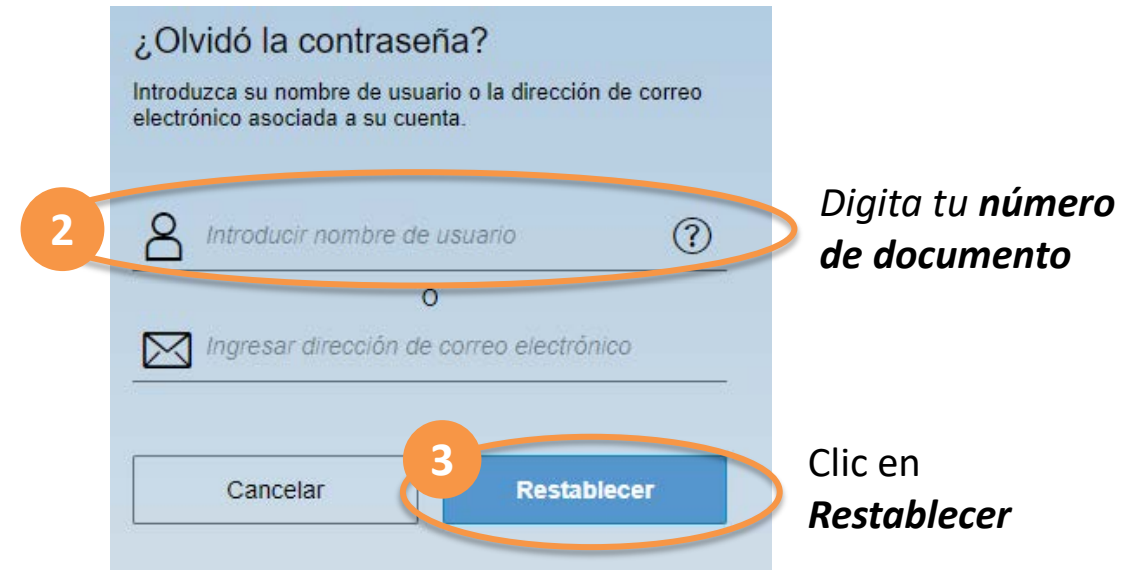 ¿Olvidó la contraseña?
Introduzca su nombre de usuario o la dirección de correo
electrónico asociada a su cuenta.
2
Introducir nombre de usuario
?
Digita tu número
de documento
O
Ingresar dirección de correo electrónico
3
Cancelar
Restablecer
Clic en
Restablecer